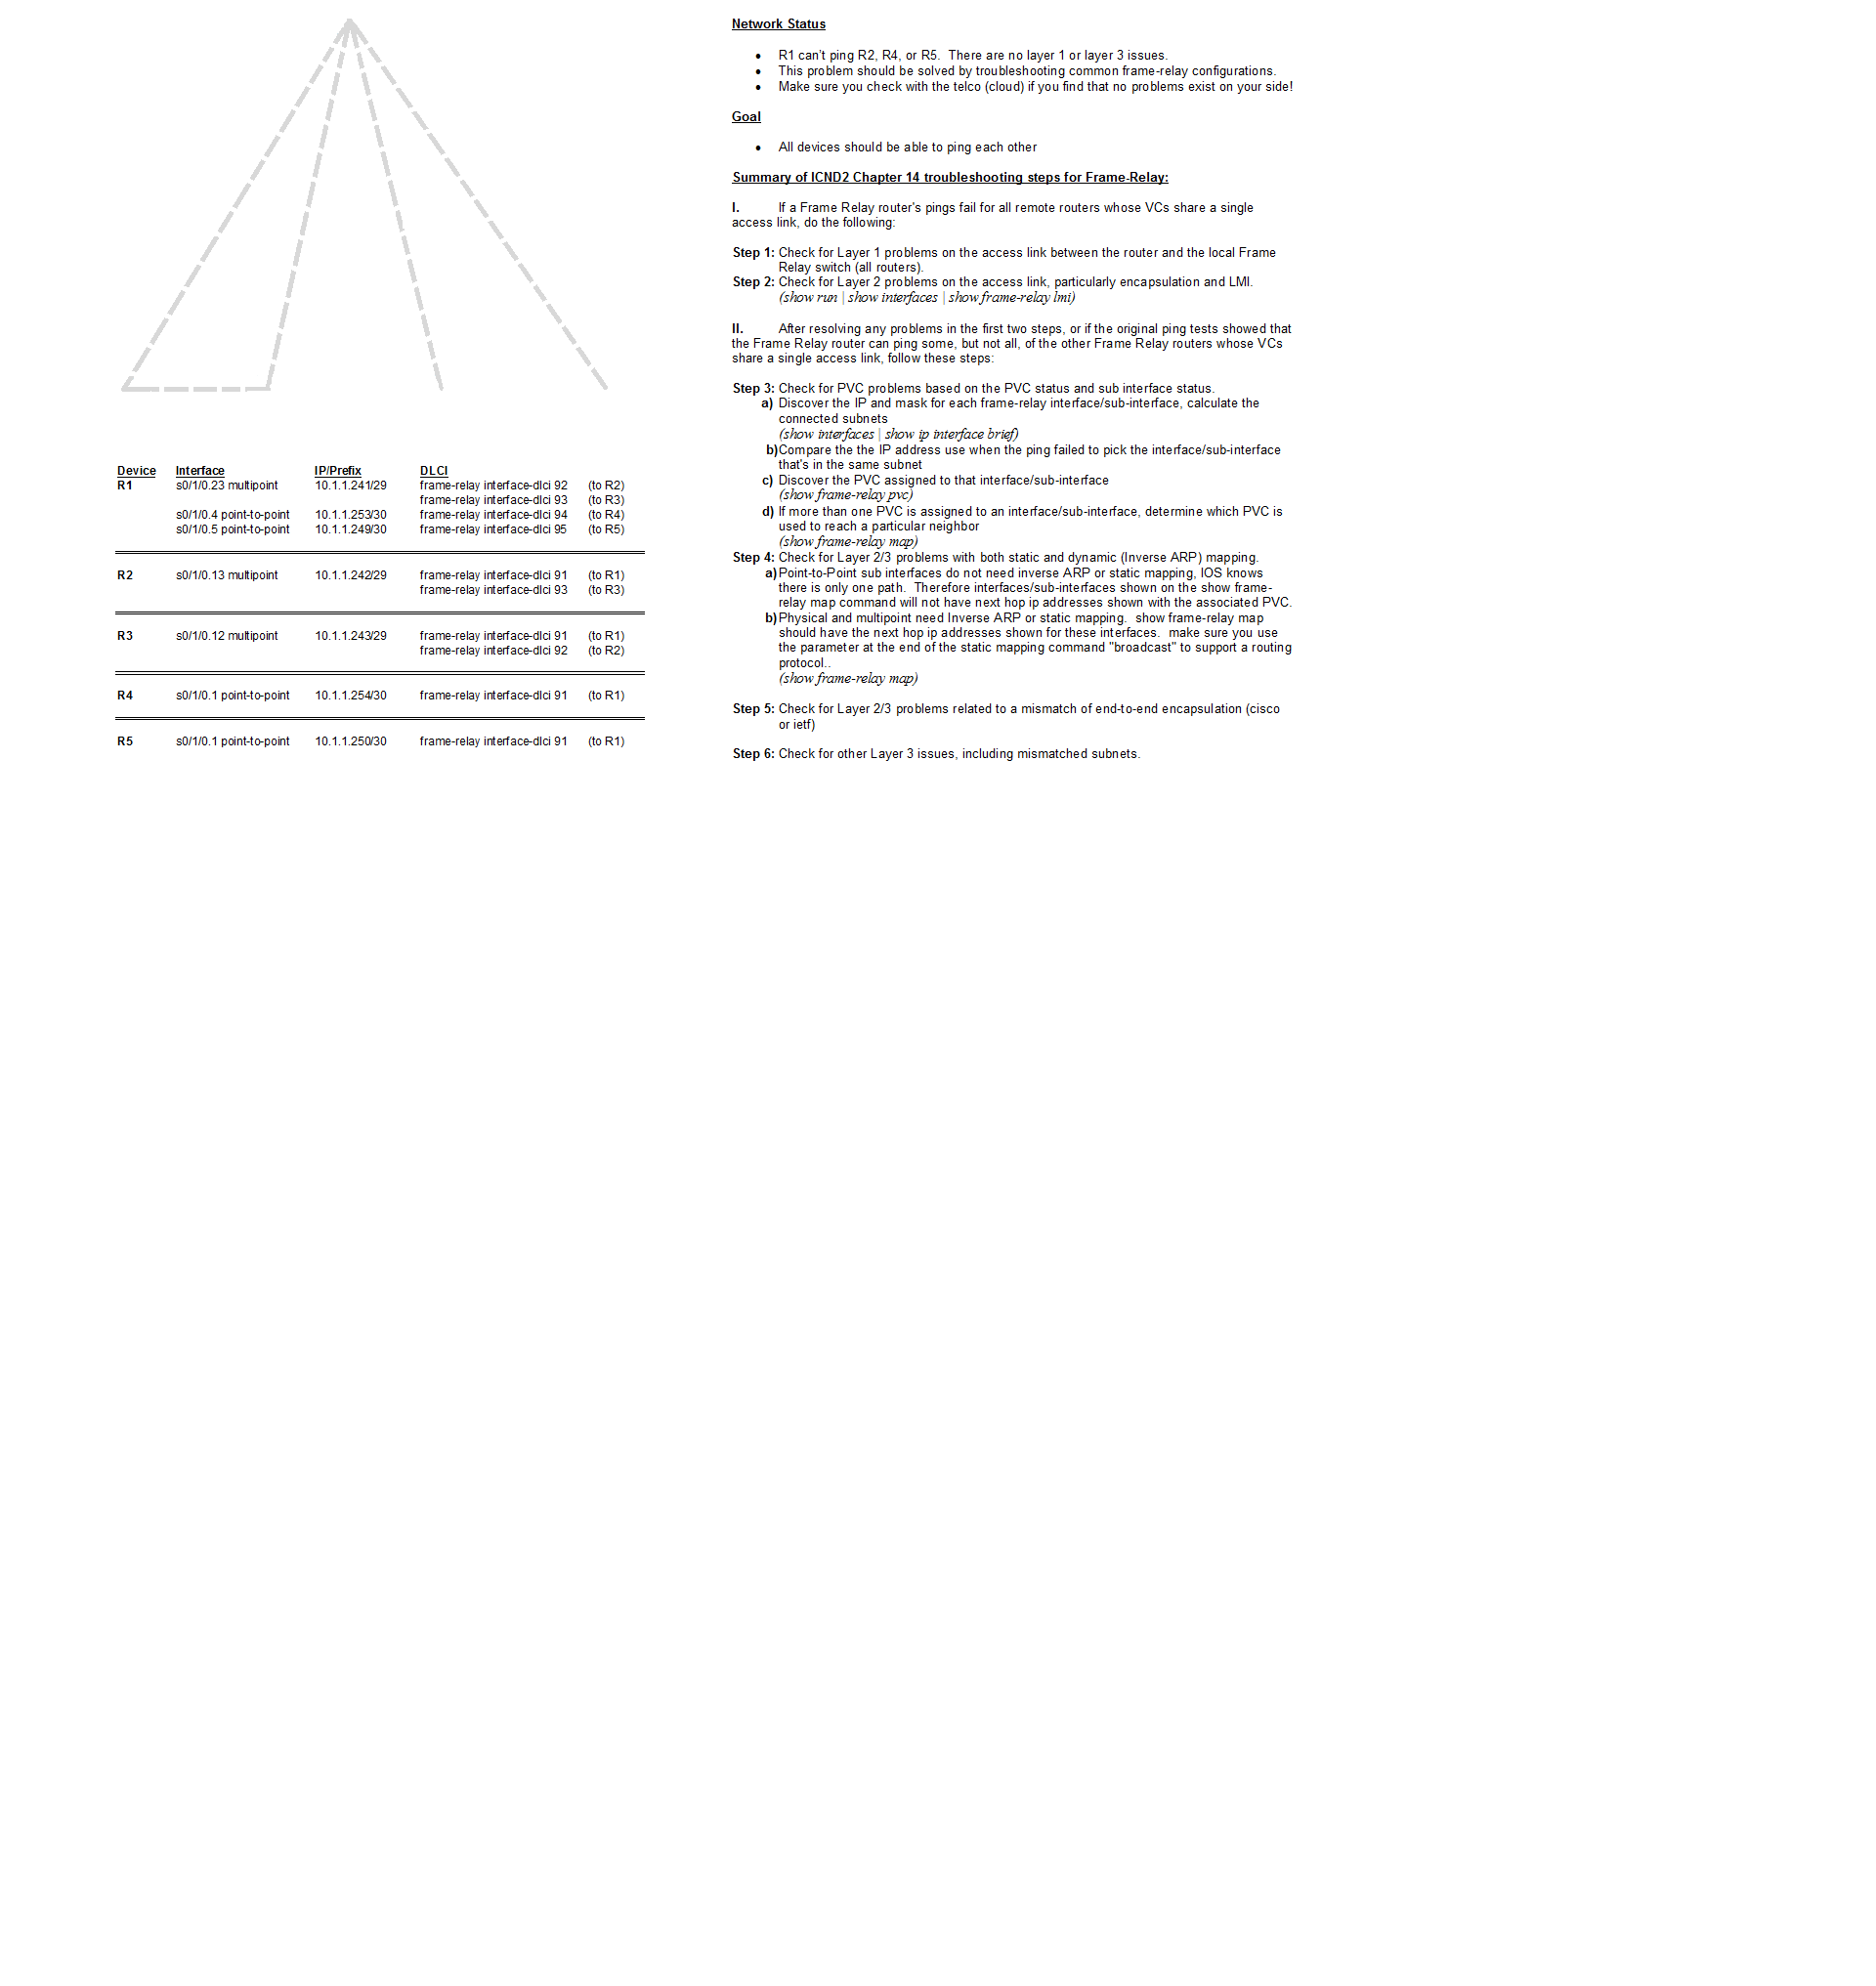 Network Status
• R1 can't ping R2, R4, or R5.  There are no layer 1 or layer 3 issues.
• This problem should be solved by troubleshooting common frame-relay configurations.
• Make sure you check with the telco (cloud) if you find that no problems exist on your side!
Goal
• All devices should be able to ping each other
Summary of ICND2 Chapter 14 troubleshooting steps for Frame-Relay:
I. If a Frame Relay router's pings fail for all remote routers whose VCs share a single
access link, do the following:
Step 1: Check for Layer 1 problems on the access link between the router and the local Frame
Relay switch (all routers).
Step 2: Check for Layer 2 problems on the access link, particularly encapsulation and LMI.
(show run | show interfaces | show frame-relay lmi)
II. After resolving any problems in the first two steps, or if the original ping tests showed that
the Frame Relay router can ping some, but not all, of the other Frame Relay routers whose VCs
share a single access link, follow these steps:
Step 3: Check for PVC problems based on the PVC status and sub interface status.
a) Discover the IP and mask for each frame-relay interface/sub-interface, calculate the
connected subnets
(show interfaces | show ip interface brief)
b)Compare the the IP address use when the ping failed to pick the interface/sub-interface
that's in the same subnet
c) Discover the PVC assigned to that interface/sub-interface
(show frame-relay pvc)
d) If more than one PVC is assigned to an interface/sub-interface, determine which PVC is
used to reach a particular neighbor
(show frame-relay map)
Step 4: Check for Layer 2/3 problems with both static and dynamic (Inverse ARP) mapping.
a)Point-to-Point sub interfaces do not need inverse ARP or static mapping, IOS knows
there is only one path.  Therefore interfaces/sub-interfaces shown on the show frame-
relay map command will not have next hop ip addresses shown with the associated PVC.
b)Physical and multipoint need Inverse ARP or static mapping.  show frame-relay map
should have the next hop ip addresses shown for these interfaces.  make sure you use
the parameter at the end of the static mapping command "broadcast" to support a routing
protocol..
(show frame-relay map)
Step 5: Check for Layer 2/3 problems related to a mismatch of end-to-end encapsulation (cisco
or ietf)
Step 6: Check for other Layer 3 issues, including mismatched subnets.
Device Interface IP/Prefix DLCI
R1 s0/1/0.23 multipoint 10.1.1.241/29 frame-relay interface-dlci 92 (to R2)
frame-relay interface-dlci 93 (to R3)
s0/1/0.4 point-to-point 10.1.1.253/30 frame-relay interface-dlci 94 (to R4)
s0/1/0.5 point-to-point 10.1.1.249/30 frame-relay interface-dlci 95 (to R5)
R2 s0/1/0.13 multipoint 10.1.1.242/29 frame-relay interface-dlci 91 (to R1)
frame-relay interface-dlci 93 (to R3)
R3 s0/1/0.12 multipoint 10.1.1.243/29 frame-relay interface-dlci 91 (to R1)
frame-relay interface-dlci 92 (to R2)
R4 s0/1/0.1 point-to-point 10.1.1.254/30 frame-relay interface-dlci 91 (to R1)
R5 s0/1/0.1 point-to-point 10.1.1.250/30 frame-relay interface-dlci 91 (to R1)